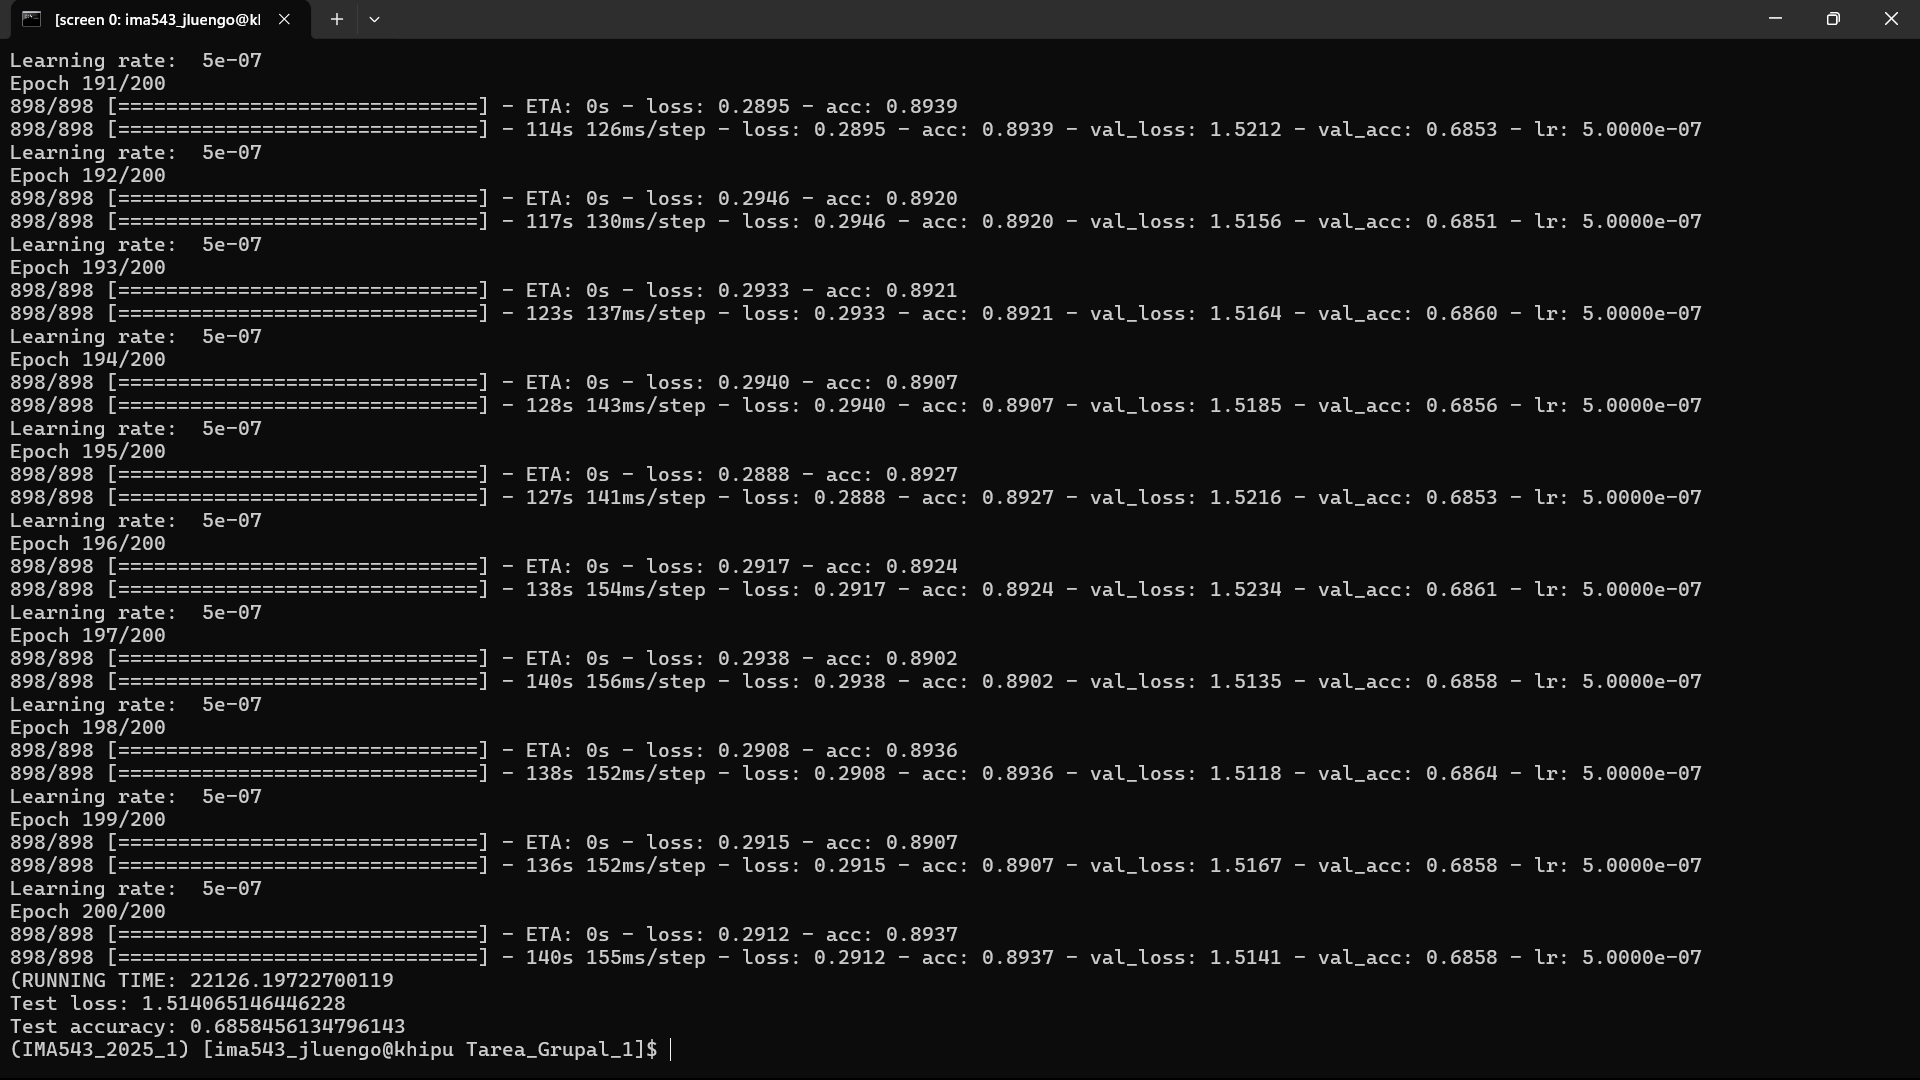 [screen 0: ima543_jluengo@kl
Learning rate:  5e-07
Epoch 191/200
898/898 [==============================] - ETA: 0s - loss: 0.2895 - acc: 0.8939
898/898 [==============================] - 114s 126ms/step - loss: 0.2895 - acc: 0.8939 - val_loss: 1.5212 - val_acc: 0.6853 - lr: 5.0000e-07
Learning rate:  5e-07
Epoch 192/200
898/898 [==============================] - ETA: 0s - loss: 0.2946 - acc: 0.8920
898/898 [==============================] - 117s 130ms/step - loss: 0.2946 - acc: 0.8920 - val_loss: 1.5156 - val_acc: 0.6851 - lr: 5.0000e-07
Learning rate:  5e-07
Epoch 193/200
898/898 [==============================] - ETA: 0s - loss: 0.2933 - acc: 0.8921
898/898 [==============================] - 123s 137ms/step - loss: 0.2933 - acc: 0.8921 - val_loss: 1.5164 - val_acc: 0.6860 - lr: 5.0000e-07
Learning rate:  5e-07
Epoch 194/200
898/898 [==============================] - ETA: 0s - loss: 0.2940 - acc: 0.8907
898/898 [==============================] - 128s 143ms/step - loss: 0.2940 - acc: 0.8907 - val_loss: 1.5185 - val_acc: 0.6856 - lr: 5.0000e-07
Learning rate:  5e-07
Epoch 195/200
898/898 [==============================] - ETA: 0s - loss: 0.2888 - acc: 0.8927
898/898 [==============================] - 127s 141ms/step - loss: 0.2888 - acc: 0.8927 - val_loss: 1.5216 - val_acc: 0.6853 - lr: 5.0000e-07
Learning rate:  5e-07
Epoch 196/200
898/898 [==============================] - ETA: 0s - loss: 0.2917 - acc: 0.8924
898/898 [==============================] - 138s 154ms/step - loss: 0.2917 - acc: 0.8924 - val_loss: 1.5234 - val_acc: 0.6861 - lr: 5.0000e-07
Learning rate:  5e-07
Epoch 197/200
898/898 [==============================] - ETA: 0s - loss: 0.2938 - acc: 0.8902
898/898 [==============================] - 140s 156ms/step - loss: 0.2938 - acc: 0.8902 - val_loss: 1.5135 - val_acc: 0.6858 - lr: 5.0000e-07
Learning rate:  5e-07
Epoch 198/200
898/898 [==============================] - ETA: 0s - loss: 0.2908 - acc: 0.8936
898/898 [==============================] - 138s 152ms/step - loss: 0.2908 - acc: 0.8936 - val_loss: 1.5118 - val_acc: 0.6864 - lr: 5.0000e-07
Learning rate:  5e-07
Epoch 199/200
898/898 [==============================] - ETA: 0s - loss: 0.2915 - acc: 0.8907
898/898 [==============================] - 136s 152ms/step - loss: 0.2915 - acc: 0.8907 - val_loss: 1.5167 - val_acc: 0.6858 - lr: 5.0000e-07
Learning rate:  5e-07
Epoch 200/200
898/898 [==============================] - ETA: 0s - loss: 0.2912 - acc: 0.8937
898/898 [==============================] - 140s 155ms/step - loss: 0.2912 - acc: 0.8937 - val_loss: 1.5141 - val_acc: 0.6858 - lr: 5.0000e-07
(RUNNING TIME: 22126.19722700119
Test loss: 1.514065146446228
Test accuracy: 0.6858456134796143
(IMA543_2025_1) [ima543_jluengo@khipu Tarea_Grupal_1]$